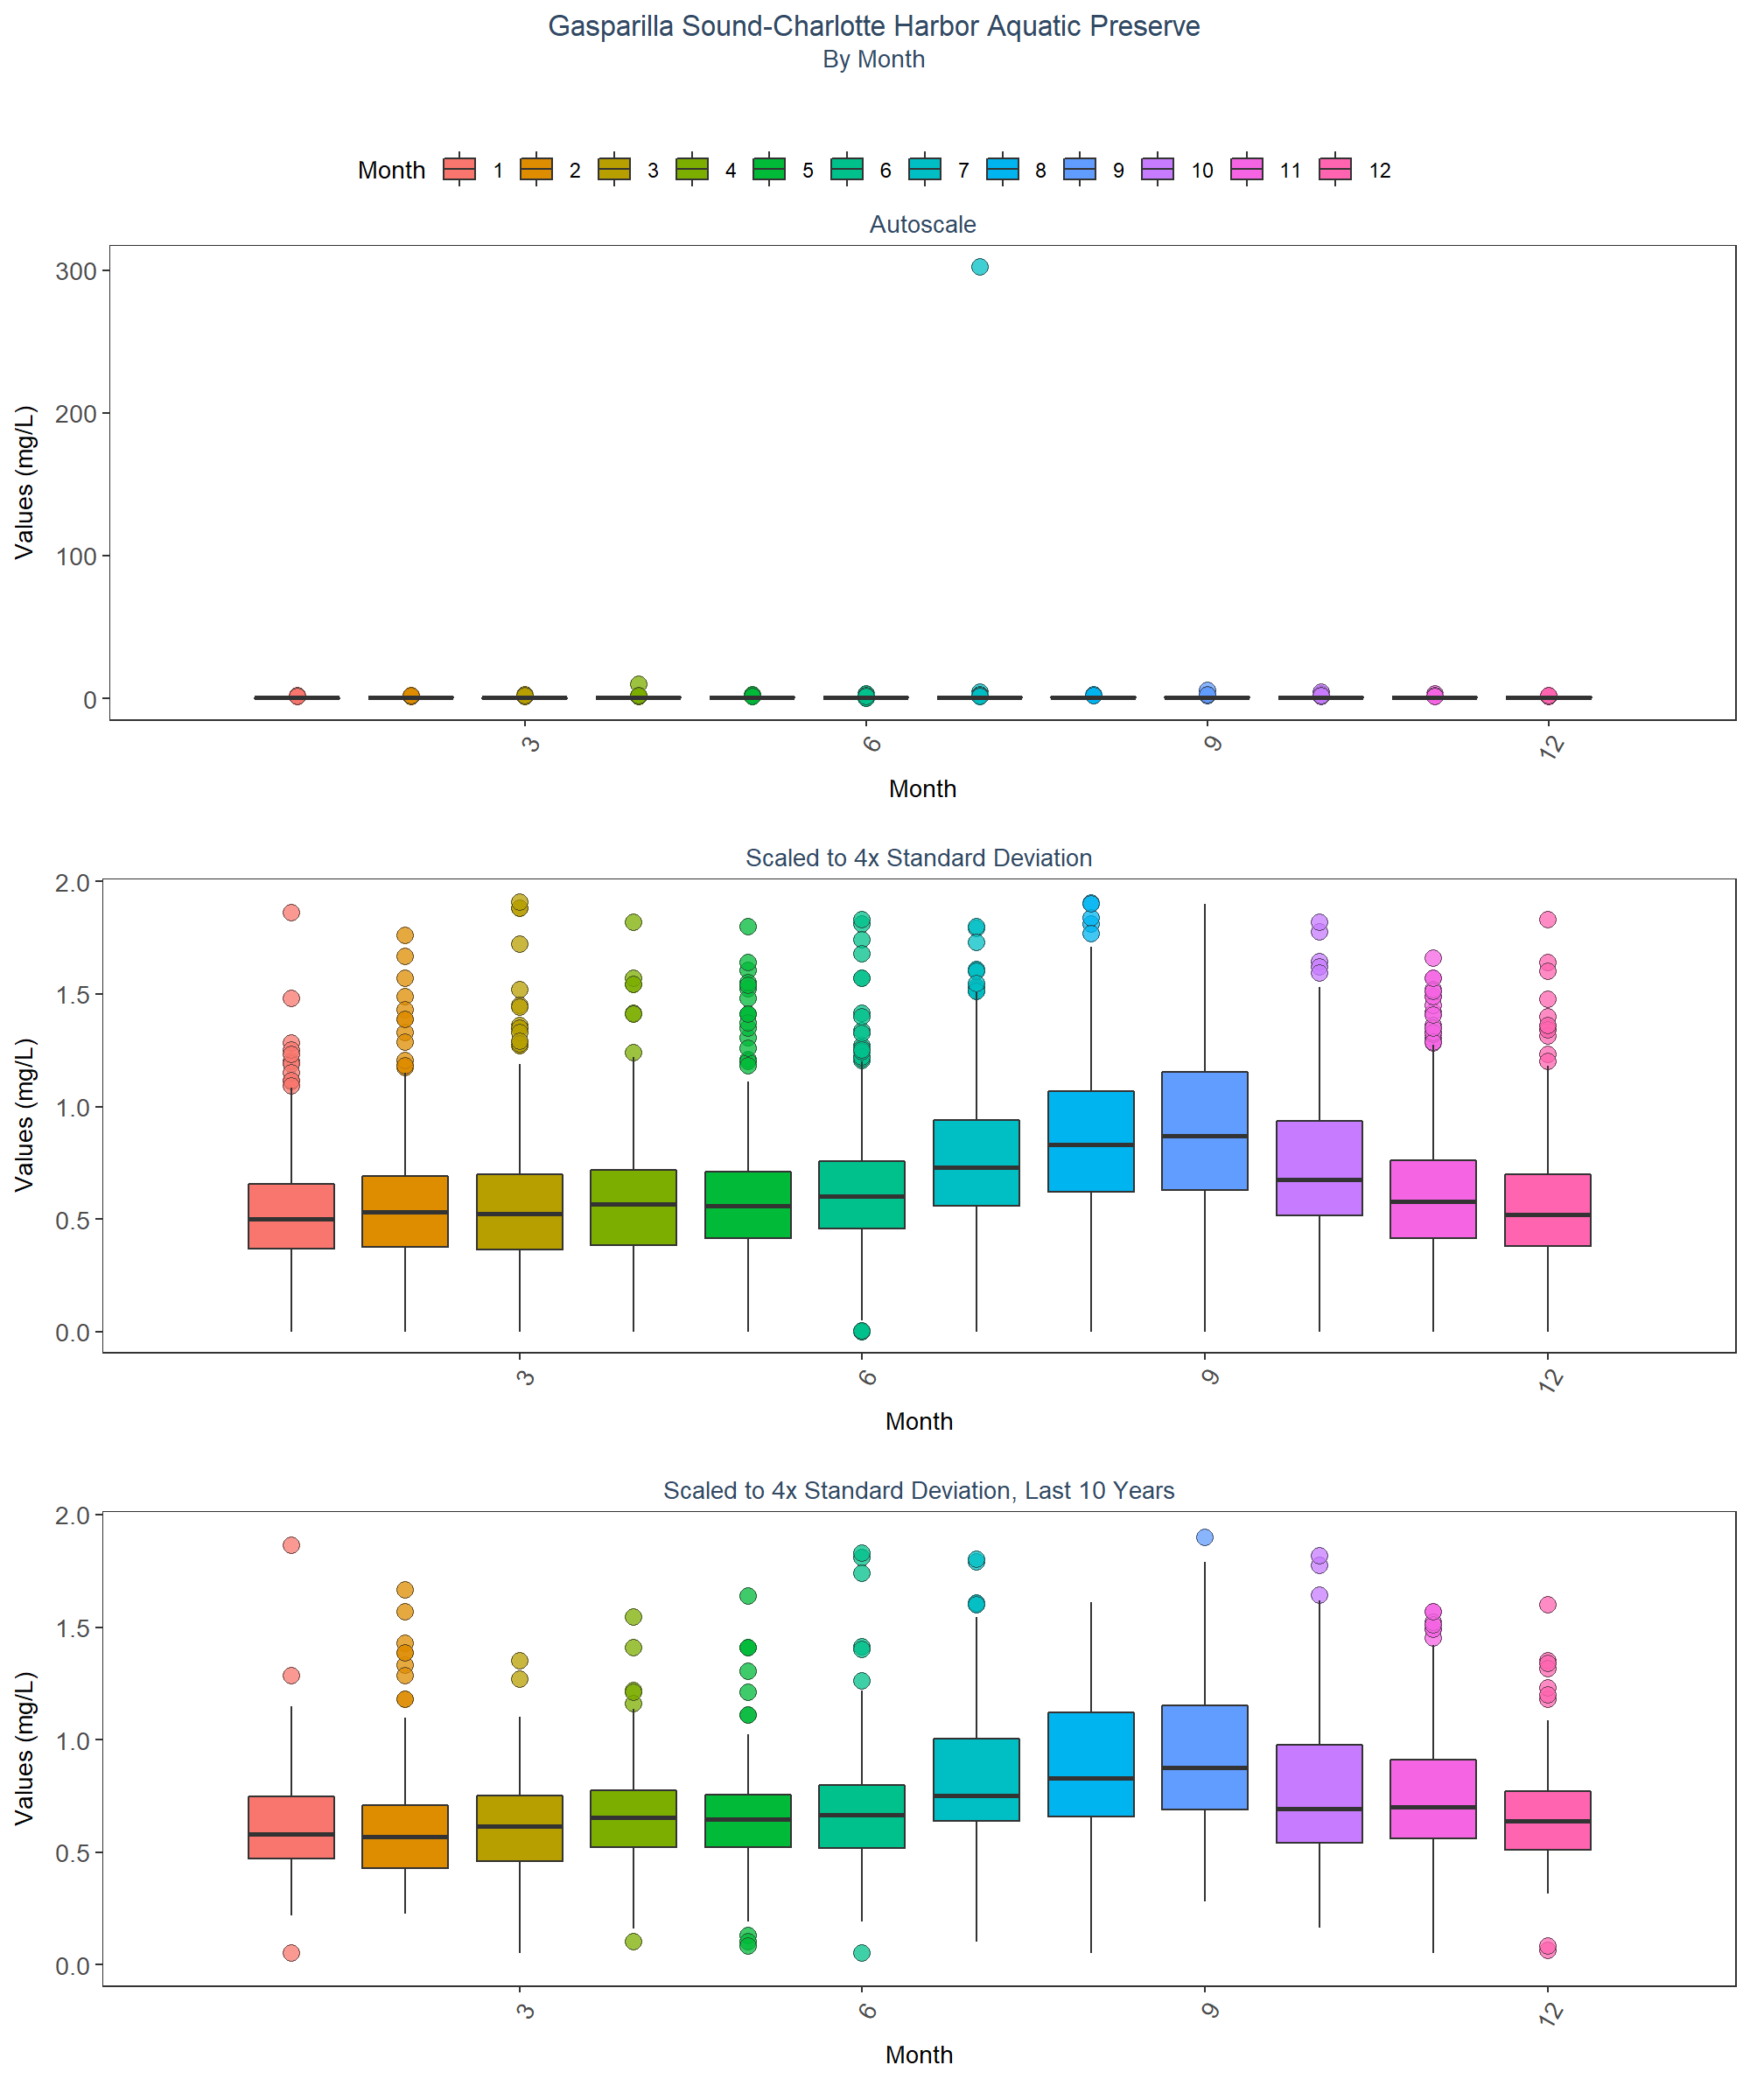 Gasparilla Sound-Charlotte Harbor Aquatic Preserve
By Month
Month 1 2 3 4 5 6 7 8 9 10 11 12
Autoscale
Values (mg/L)
300
200
100
0
3 6 9 12
Month
Scaled to 4x Standard Deviation
Values (mg/L)
2.0
1.5
1.0
0.5
0.0
3 6 9 12
Month
Scaled to 4x Standard Deviation, Last 10 Years
Values (mg/L)
2.0
1.5
1.0
0.5
0.0
3 6 9 12
Month